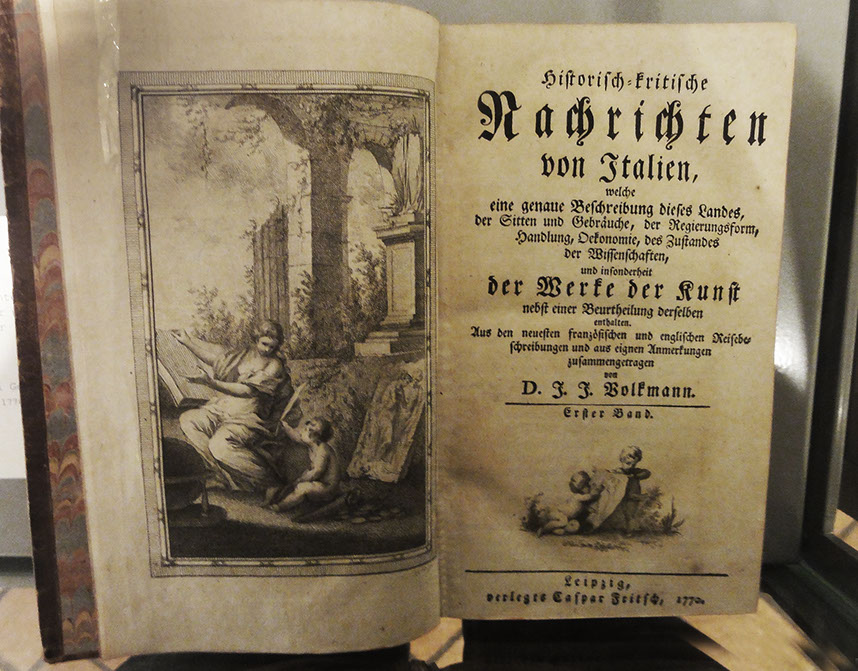 Historisch-kritische
Nachrichten
von Italien,
welche
eine genaue Beschreibung dieses Landes,
der Sitten und Gebräuche, der Regierungsform,
Handlung, Oekonomie, des Zustandes
der Wissenschaften,
und insonderheit
der Werke der Kunst
nebst einer Beurtheilung derselben
enthalten.
Aus den neuesten französischen und englischen Reisebe-
schreibungen und aus eignen Anmerkungen
zusammengetragen
von
D. J. J. Volkmann.
Erster Band.
Leipzig,
verlegts Caspar Fritsch, 1770.